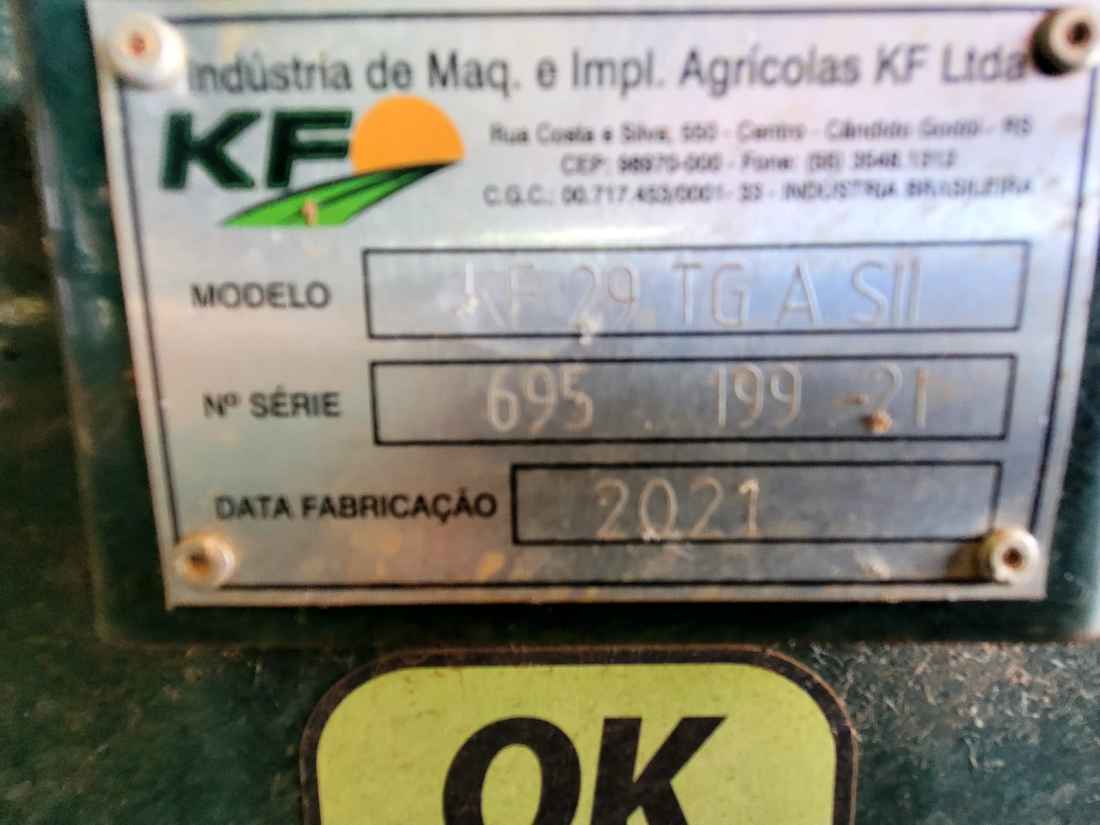 Indústria de Maq. e Impl. Agrícolas KF Ltda
KF
Rua Costa e Silva, 550 - Centro - Cândido Godói - RS
CEP: 98970-000 - Fone: (55) 3548.1212
C.G.C.: 00.717.453/0001-33 - INDÚSTRIA BRASILEIRA
MODELO KF 29 TG A SII
Nº SÉRIE 695 199-21
DATA FABRICAÇÃO 2021
OK